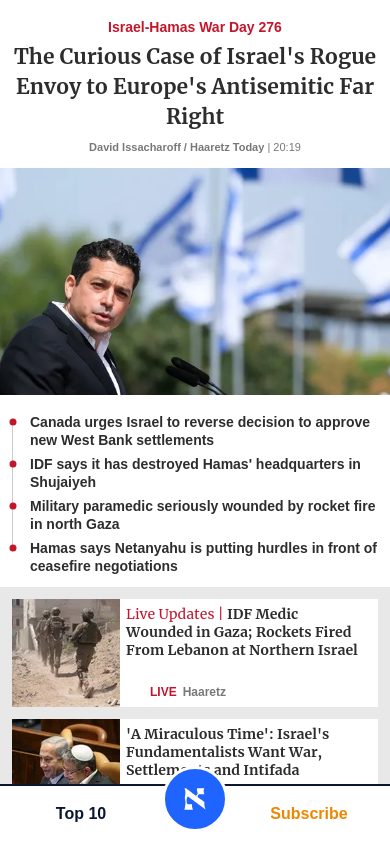 Israel-Hamas War Day 276
The Curious Case of Israel's Rogue
Envoy to Europe's Antisemitic Far
Right
David Issacharoff / Haaretz Today | 20:19
Canada urges Israel to reverse decision to approve
new West Bank settlements
IDF says it has destroyed Hamas' headquarters in
Shujaiyeh
Military paramedic seriously wounded by rocket fire
in north Gaza
Hamas says Netanyahu is putting hurdles in front of
ceasefire negotiations
Live Updates | IDF Medic
Wounded in Gaza; Rockets Fired
From Lebanon at Northern Israel
LIVE Haaretz
'A Miraculous Time': Israel's
Fundamentalists Want War,
Settlements and Intifada
Top 10
Subscribe